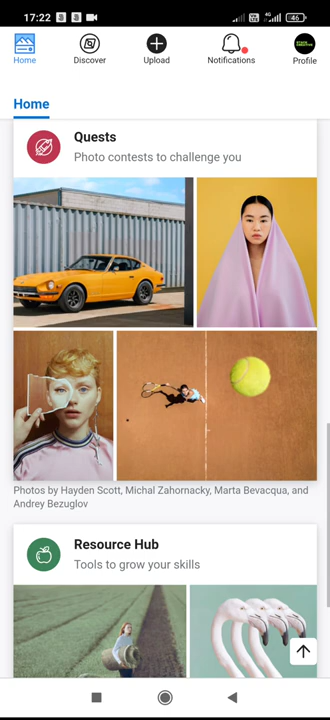 17:22
4G
46
Home
Discover
Upload
Notifications
Profile
Home
Quests
Photo contests to challenge you
Photos by Hayden Scott, Michal Zahornacky, Marta Bevacqua, and
Andrey Bezuglov
Resource Hub
Tools to grow your skills